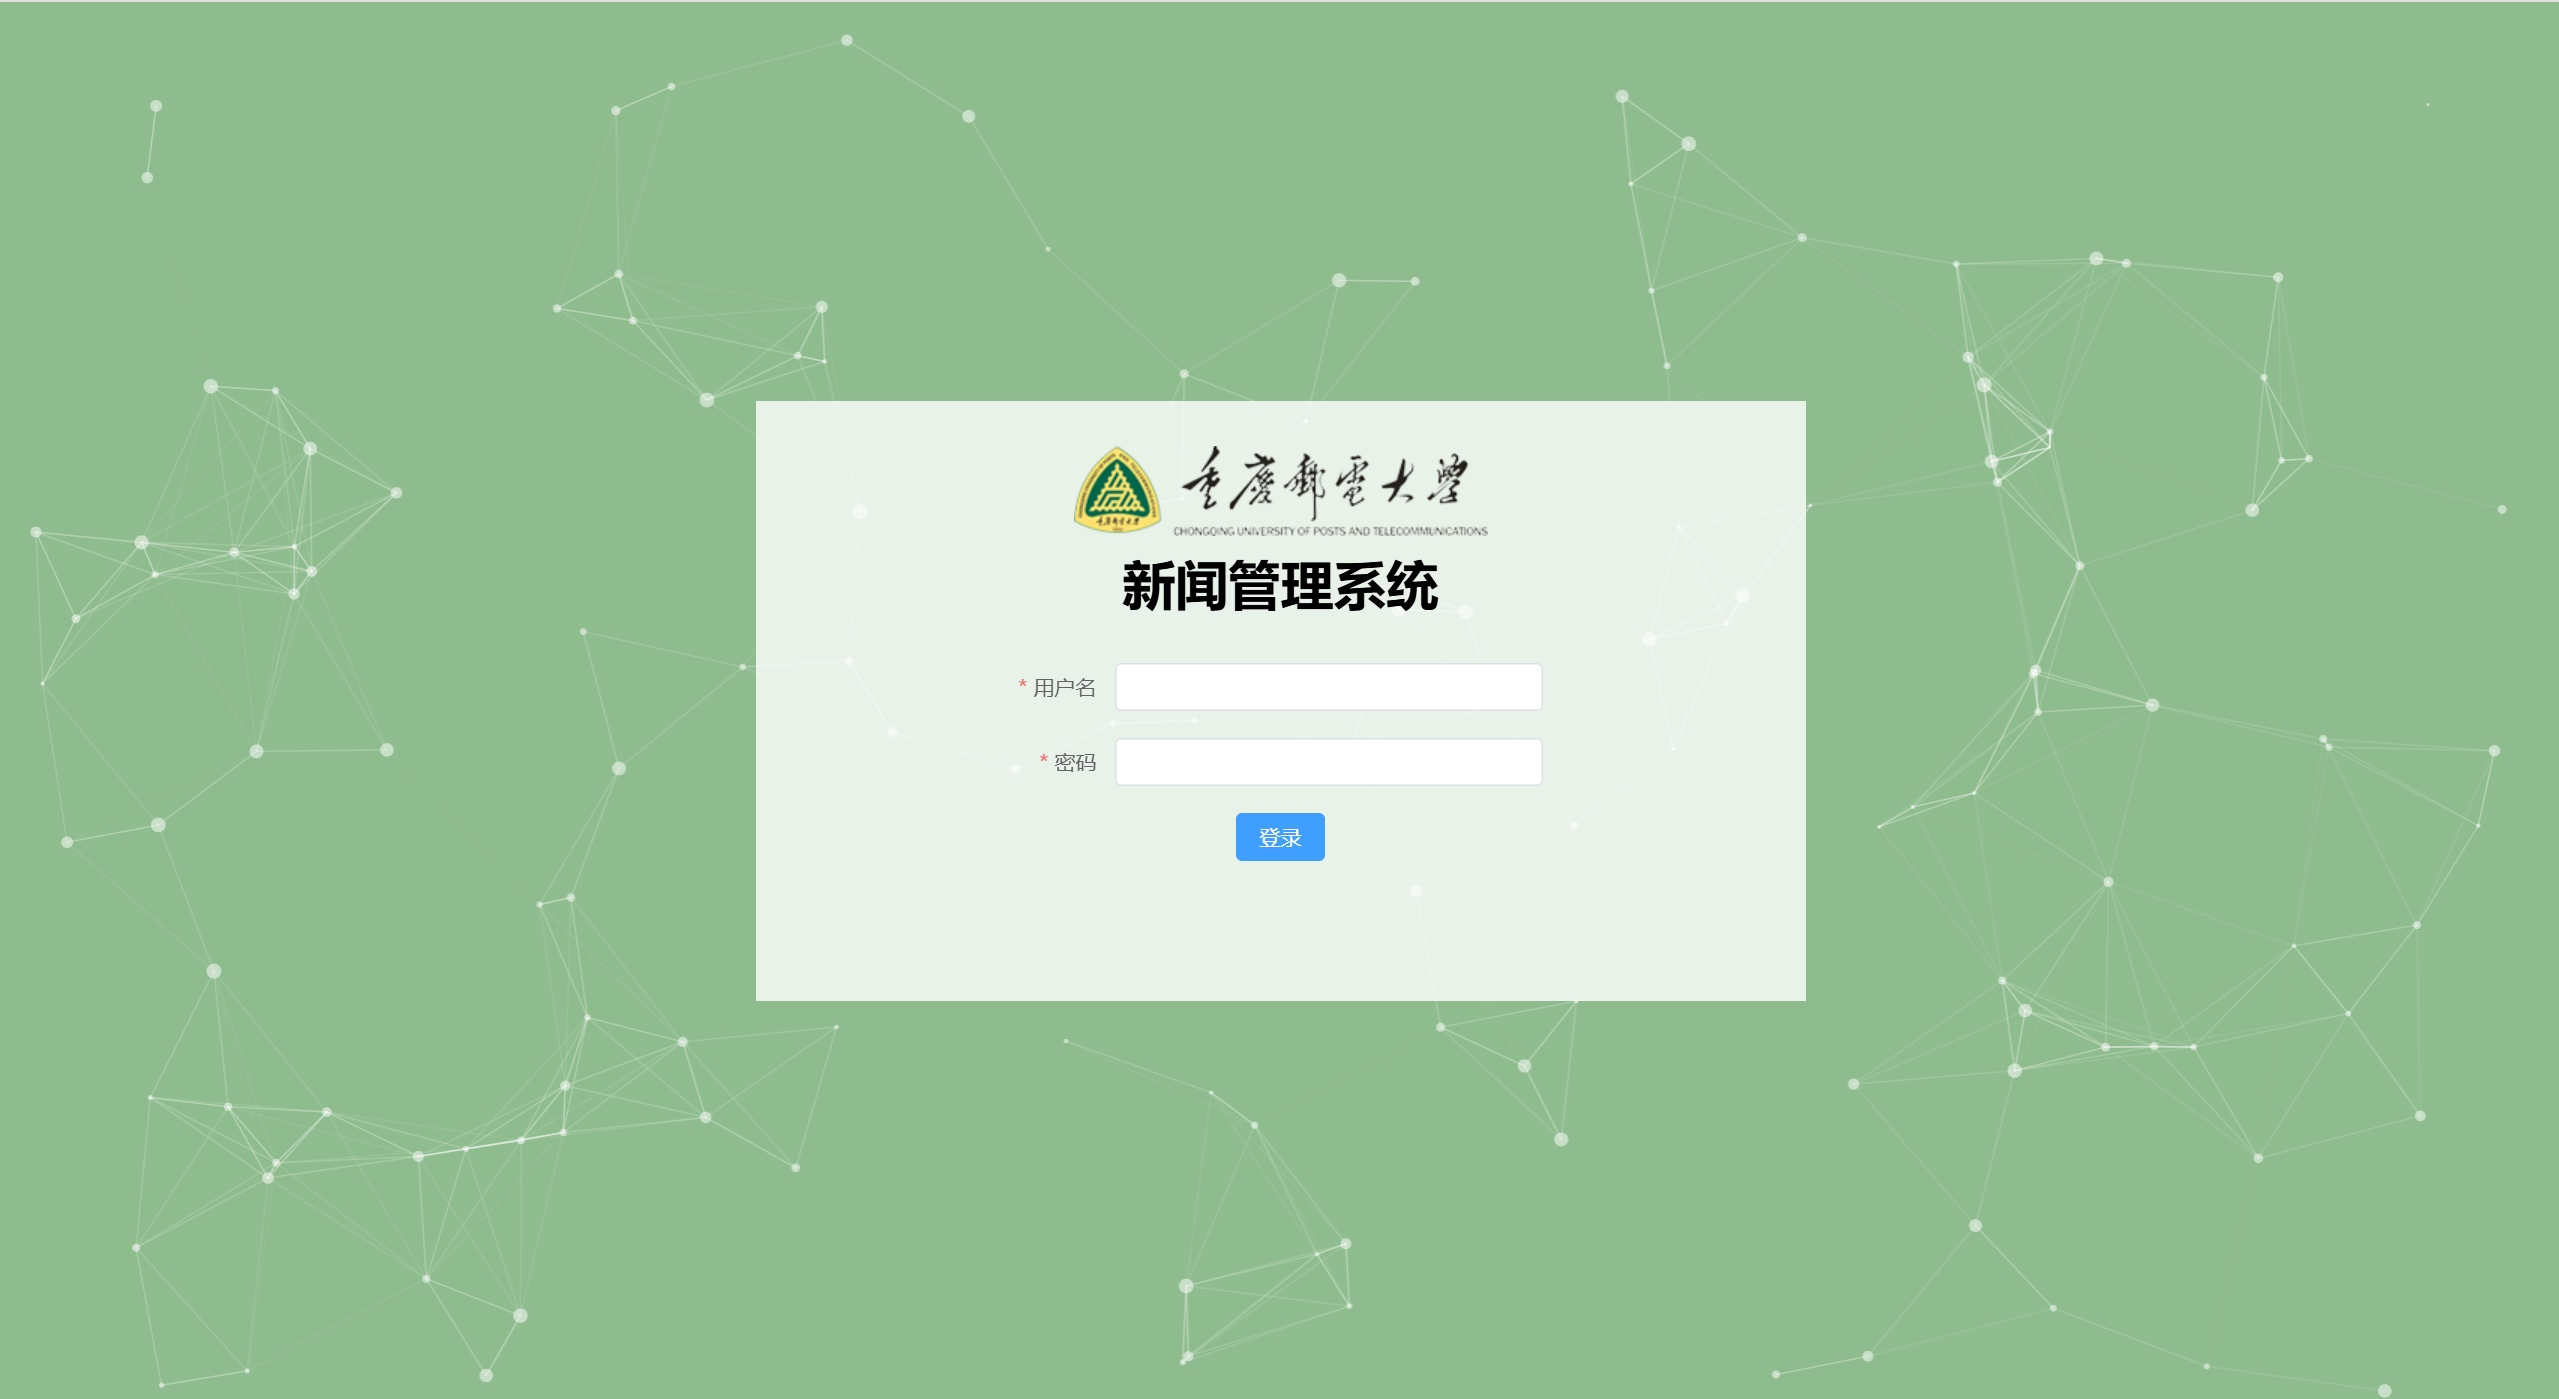 重慶郵電大學
CHONGQING UNIVERSITY OF POSTS AND TELECOMMUNICATIONS
新闻管理系统
* 用户名
* 密码
登录